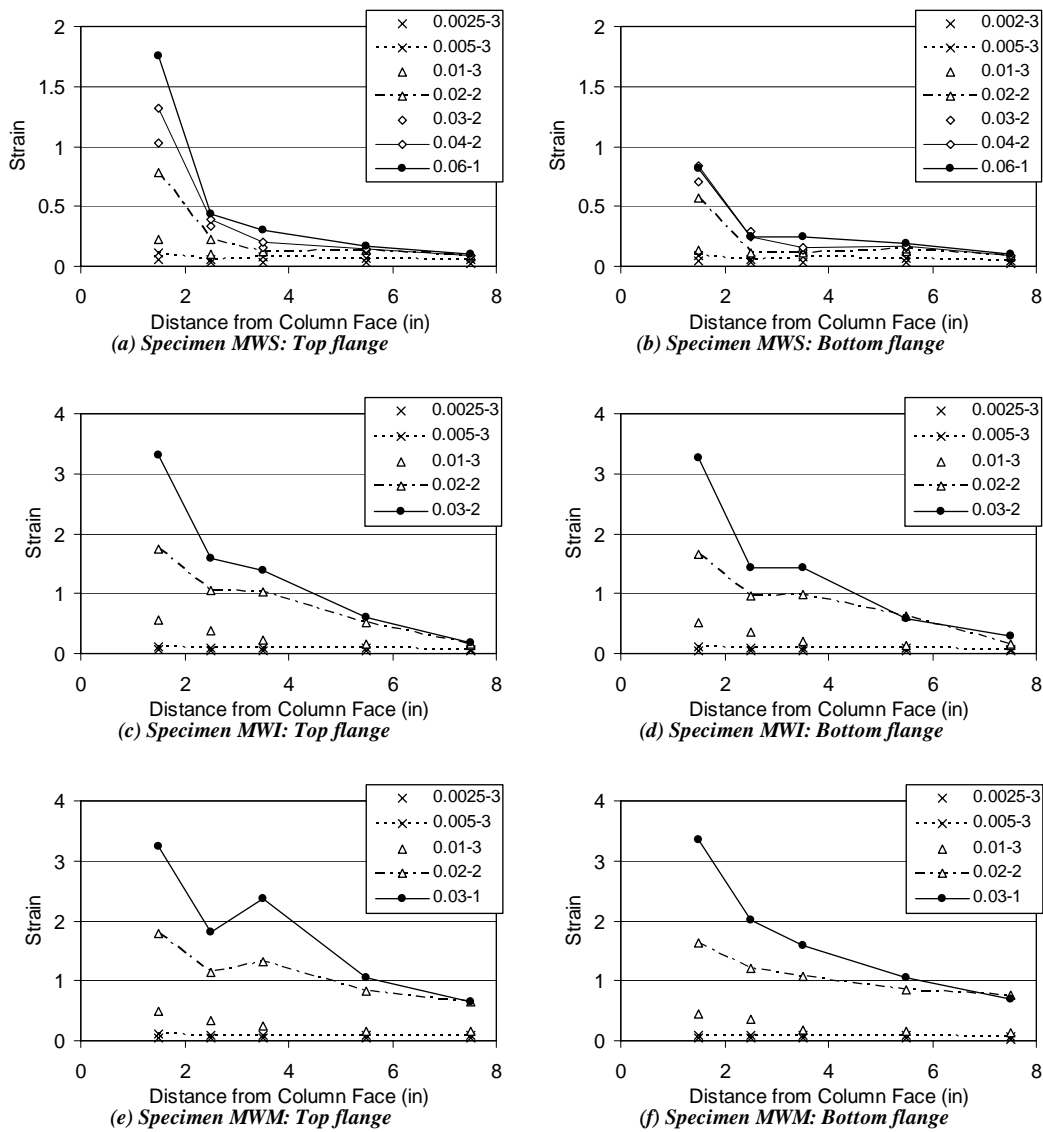 2
1.5
1
0.5
0
0 2 4 6 8
Strain
Distance from Column Face (in)
0.0025-3
0.005-3
0.01-3
0.02-2
0.03-2
0.04-2
0.06-1
(a) Specimen MWS: Top flange
2
1.5
1
0.5
0
0 2 4 6 8
Strain
Distance from Column Face (in)
0.002-3
0.005-3
0.01-3
0.02-2
0.03-2
0.04-2
0.06-1
(b) Specimen MWS: Bottom flange
4
3
2
1
0
0 2 4 6 8
Strain
Distance from Column Face (in)
0.0025-3
0.005-3
0.01-3
0.02-2
0.03-2
(c) Specimen MWI: Top flange
4
3
2
1
0
0 2 4 6 8
Strain
Distance from Column Face (in)
0.0025-3
0.005-3
0.01-3
0.02-2
0.03-2
(d) Specimen MWI: Bottom flange
4
3
2
1
0
0 2 4 6 8
Strain
Distance from Column Face (in)
0.0025-3
0.005-3
0.01-3
0.02-2
0.03-1
(e) Specimen MWM: Top flange
4
3
2
1
0
0 2 4 6 8
Strain
Distance from Column Face (in)
0.0025-3
0.005-3
0.01-3
0.02-2
0.03-1
(f) Specimen MWM: Bottom flange